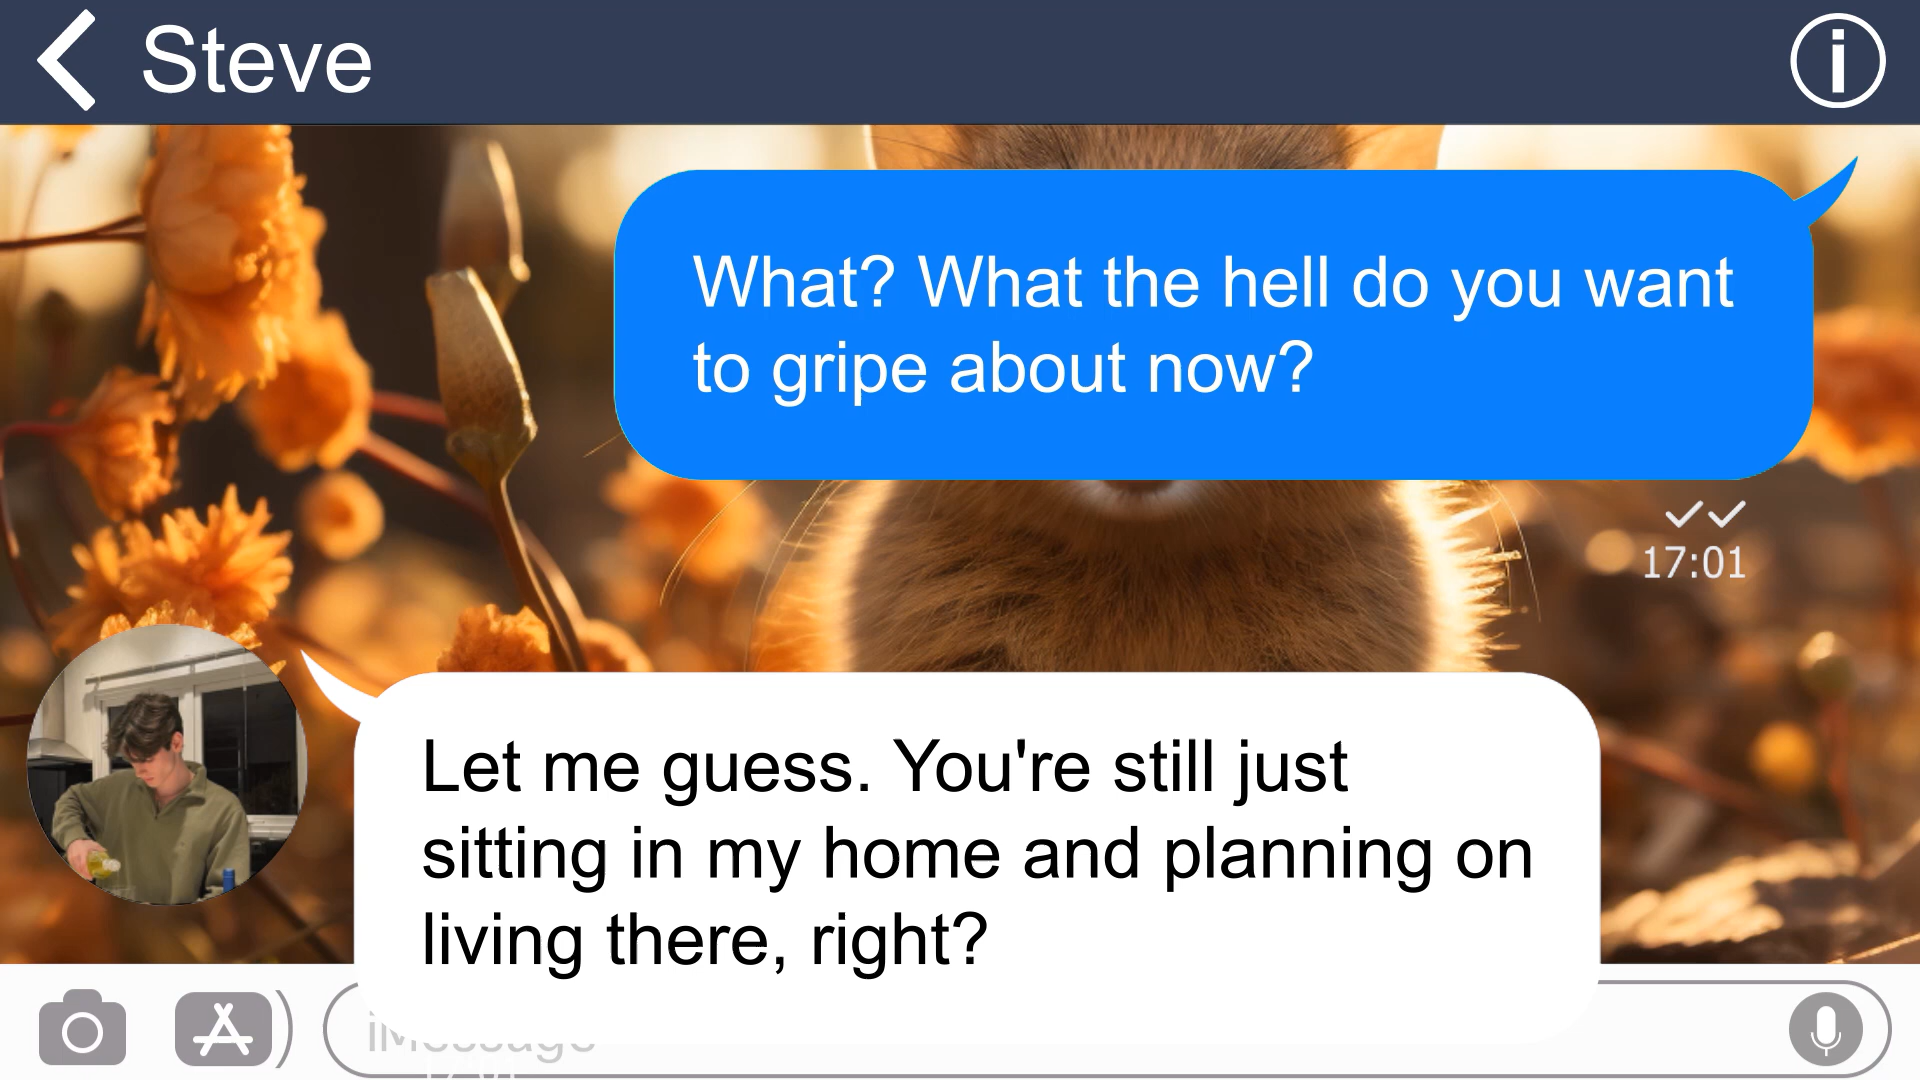 Steve
What? What the hell do you want
to gripe about now?
17:01
Let me guess. You're still just
sitting in my home and planning on
living there, right?